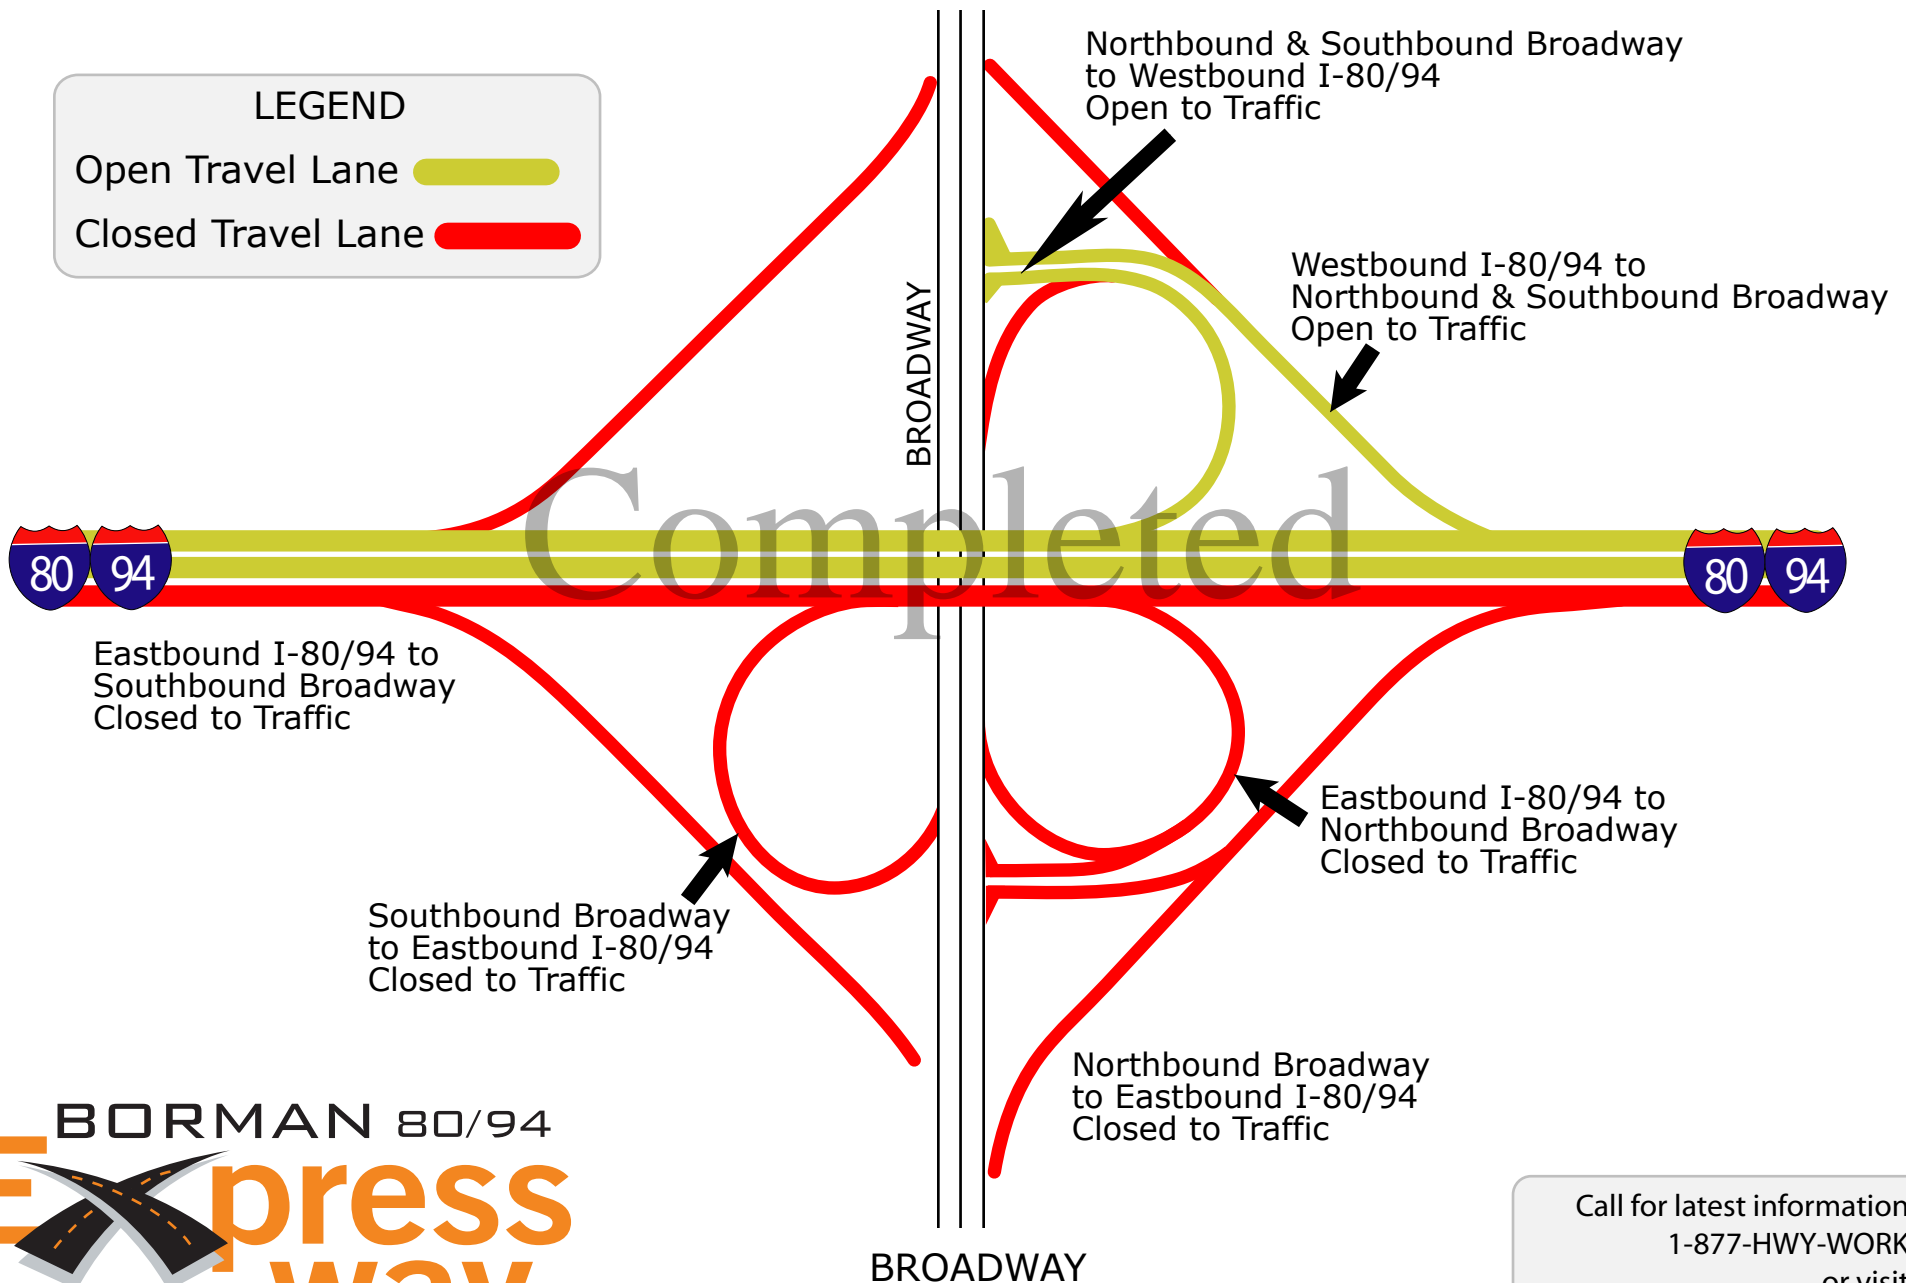 Northbound & Southbound Broadway
to Westbound I-80/94
Open to Traffic
LEGEND
Open Travel Lane
Closed Travel Lane
Westbound I-80/94 to
Northbound & Southbound Broadway
Open to Traffic
BROADWAY
Completed
80 94
80 94
Eastbound I-80/94 to
Southbound Broadway
Closed to Traffic
Eastbound I-80/94 to
Northbound Broadway
Closed to Traffic
Southbound Broadway
to Eastbound I-80/94
Closed to Traffic
Northbound Broadway
to Eastbound I-80/94
Closed to Traffic
BORMAN 80/94
Express
way
BROADWAY
Call for latest information
1-877-HWY-WORK
or visit